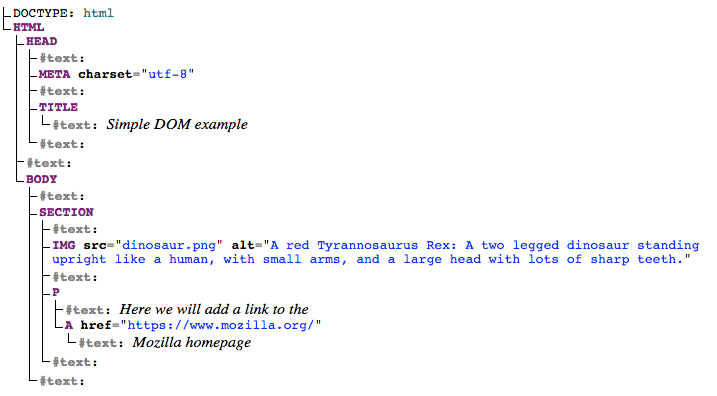 DOCTYPE: html
HTML
HEAD
#text:
META charset="utf-8"
#text:
TITLE
#text: Simple DOM example
#text:
#text:
BODY
#text:
SECTION
#text:
IMG src="dinosaur.png" alt="A red Tyrannosaurus Rex: A two legged dinosaur standing
upright like a human, with small arms, and a large head with lots of sharp teeth."
#text:
P
#text: Here we will add a link to the
A href="https://www.mozilla.org/"
#text: Mozilla homepage
#text:
#text: